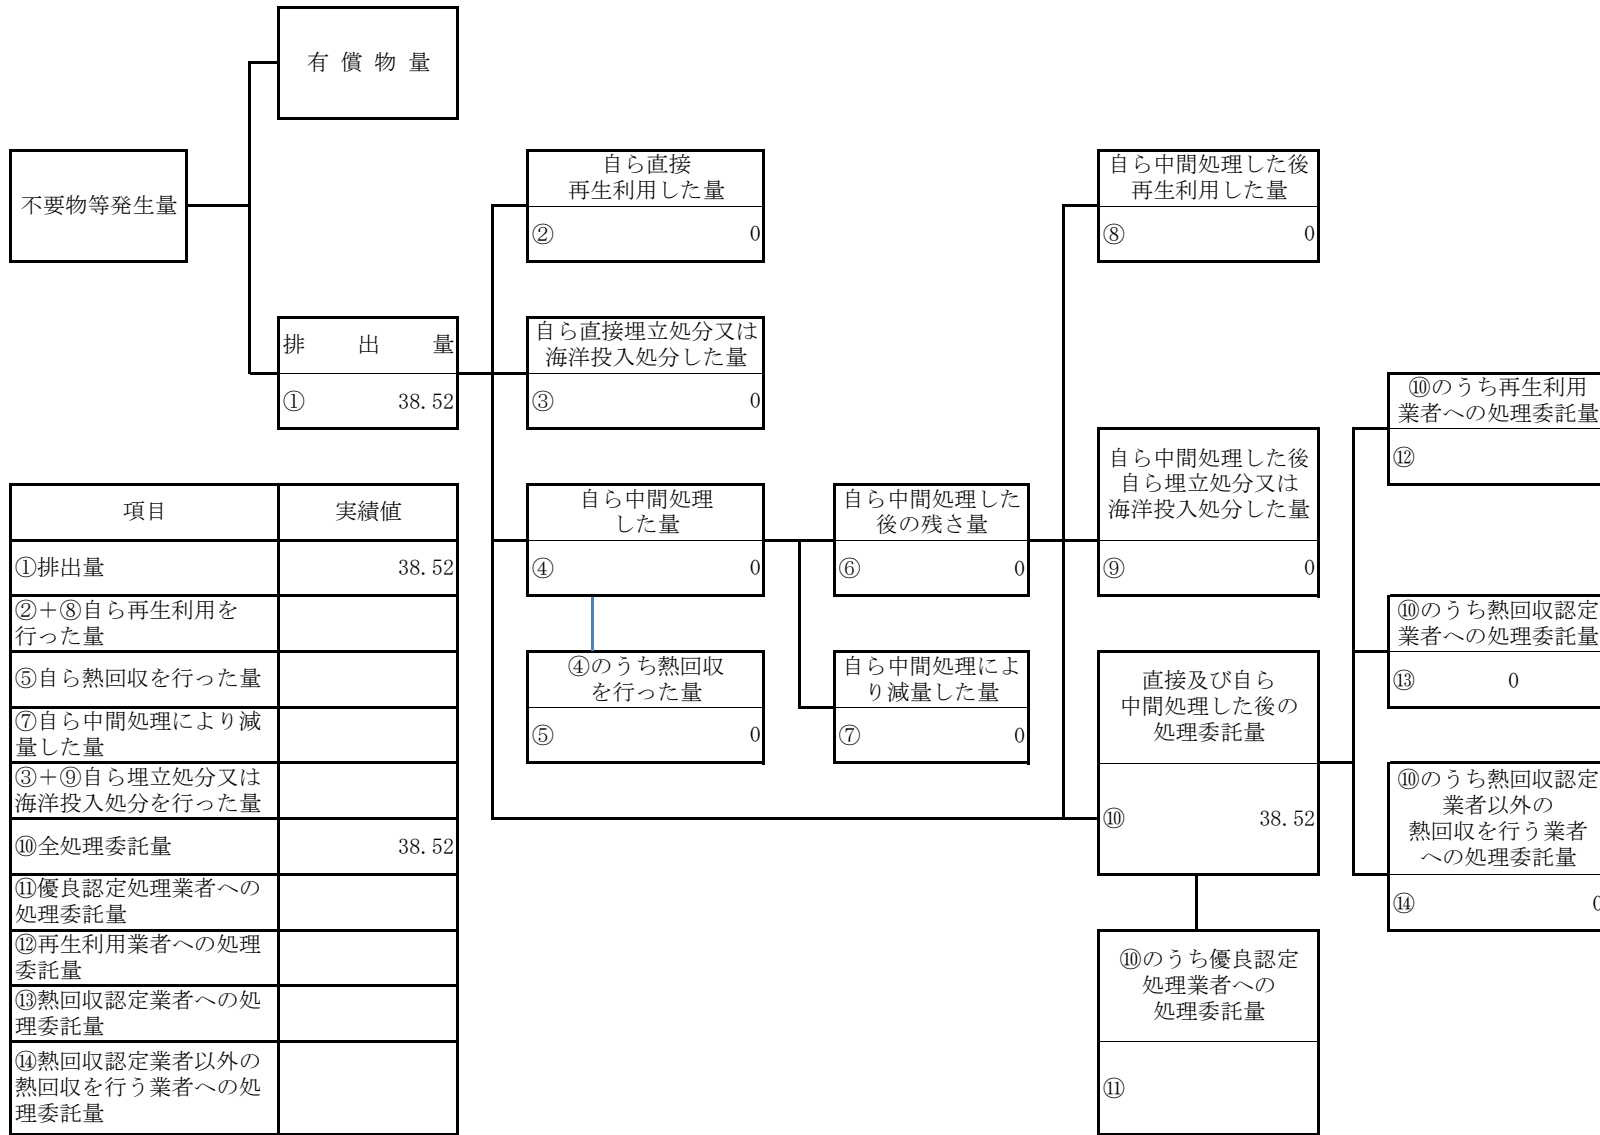 有償物量
不要物等発生量
排出量
① 38.52
自ら直接
再生利用した量
② 0
自ら直接埋立処分又は
海洋投入処分した量
③ 0
自ら中間処理
した量
④ 0
④のうち熱回収
を行った量
⑤ 0
自ら中間処理した
後の残さ量
⑥ 0
自ら中間処理によ
り減量した量
⑦ 0
自ら中間処理した後
再生利用した量
⑧ 0
自ら中間処理した後
自ら埋立処分又は
海洋投入処分した量
⑨ 0
直接及び自ら
中間処理した後の
処理委託量
⑩ 38.52
⑩のうち優良認定
処理業者への
処理委託量
⑪
⑩のうち再生利用
業者への処理委託量
⑫
⑩のうち熱回収認定
業者への処理委託量
⑬ 0
⑩のうち熱回収認定
業者以外の
熱回収を行う業者
への処理委託量
⑭ 0
項目 実績値
①排出量 38.52
②+⑧自ら再生利用を
行った量
⑤自ら熱回収を行った量
⑦自ら中間処理により減
量した量
③+⑨自ら埋立処分又は
海洋投入処分を行った量
⑩全処理委託量 38.52
⑪優良認定処理業者への
処理委託量
⑫再生利用業者への処理
委託量
⑬熱回収認定業者への処
理委託量
⑭熱回収認定業者以外の
熱回収を行う業者への処
理委託量